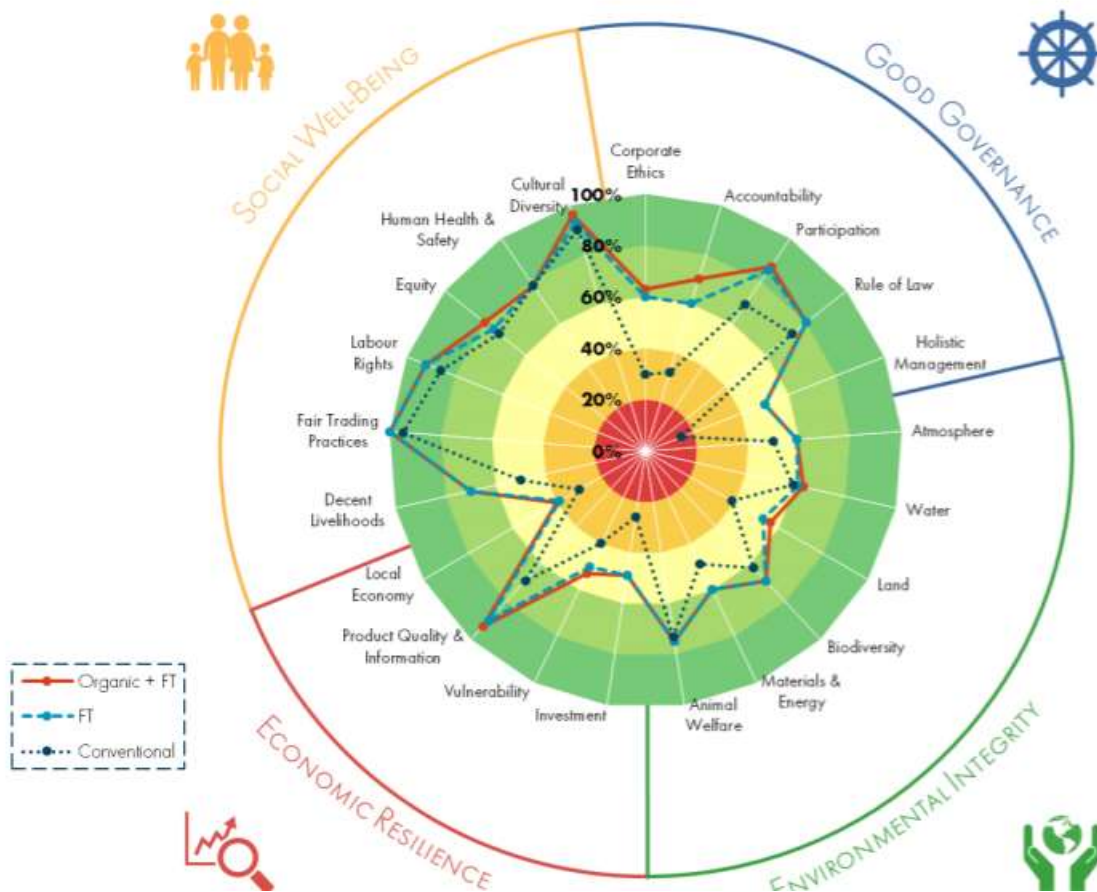 SOCIAL WELL-BEING
GOOD GOVERNANCE
Corporate
Ethics
Accountability
Participation
Rule of Law
Holistic
Management
Atmosphere
Water
Land
Biodiversity
Materials &
Energy
Animal
Welfare
Investment
Vulnerability
Product Quality &
Information
Local
Economy
Decent
Livelihoods
Fair Trading
Practices
Labour
Rights
Equity
Human Health &
Safety
Cultural
Diversity
100%
80%
60%
40%
20%
0%
Organic + FT
FT
Conventional
ECONOMIC RESILIENCE
ENVIRONMENTAL INTEGRITY